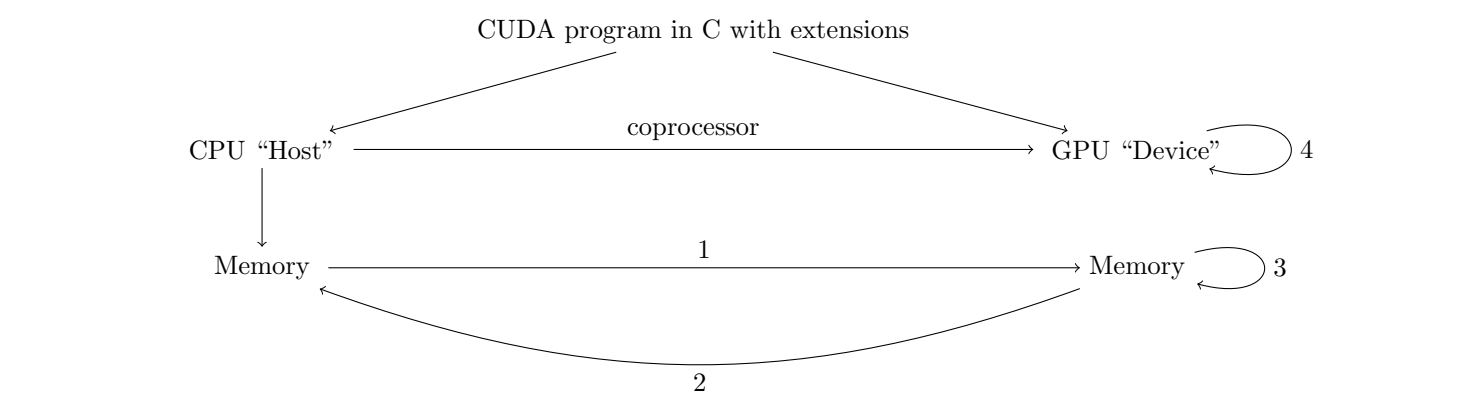 CUDA program in C with extensions
coprocessor
CPU “Host”
GPU “Device”
4
1
Memory
Memory
3
2